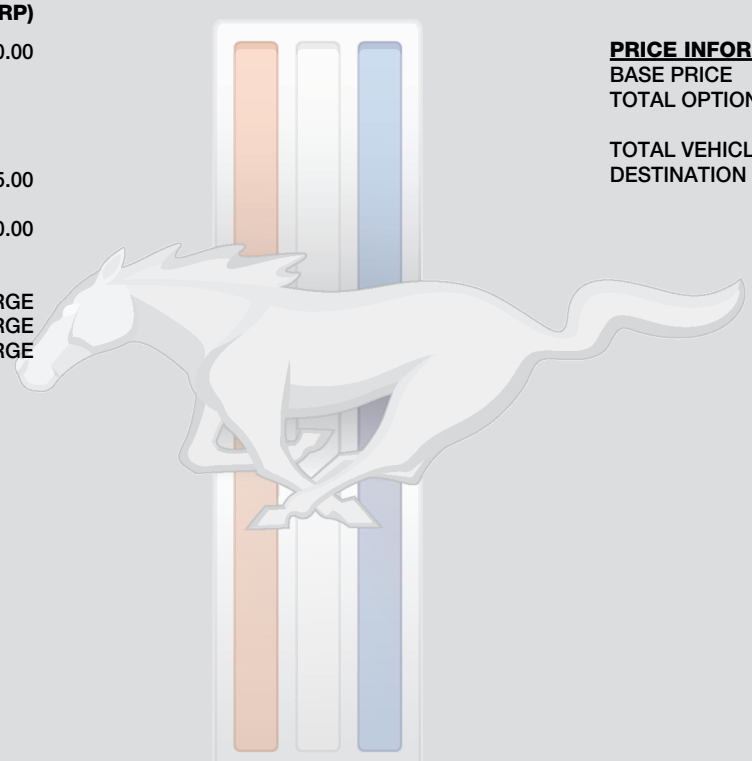 RP)
0.00
5.00
0.00
RGE
RGE
RGE
PRICE INFOR
BASE PRICE
TOTAL OPTION
TOTAL VEHICL
DESTINATION